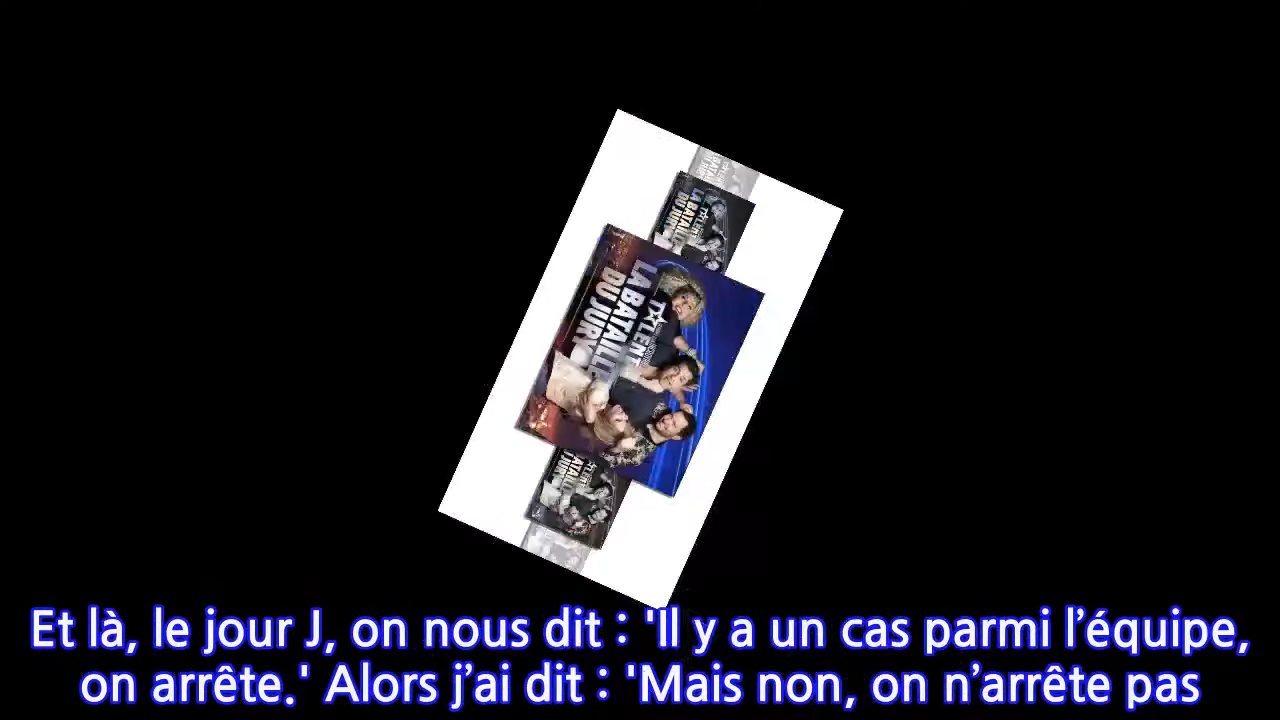 LA BATAILLE
DU JURY
Et là, le jour J, on nous dit : 'Il y a un cas parmi l’équipe,
on arrête.' Alors j’ai dit : 'Mais non, on n’arrête pas